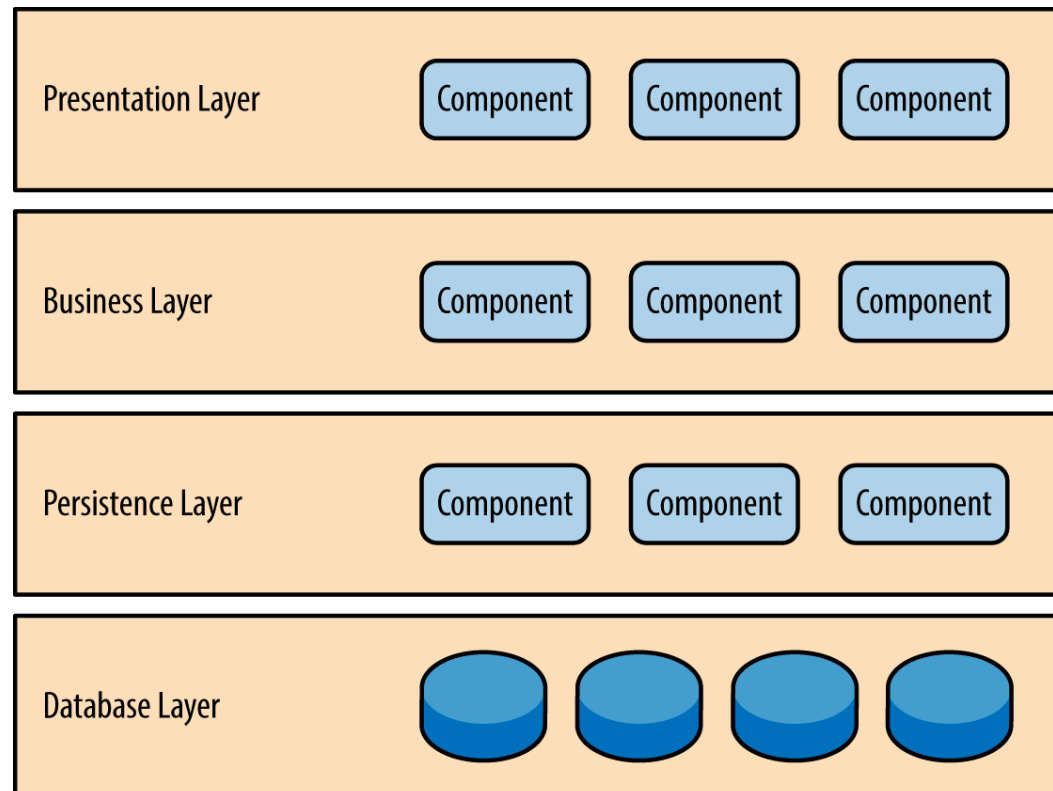 Presentation Layer Component Component Component
Business Layer Component Component Component
Persistence Layer Component Component Component
Database Layer